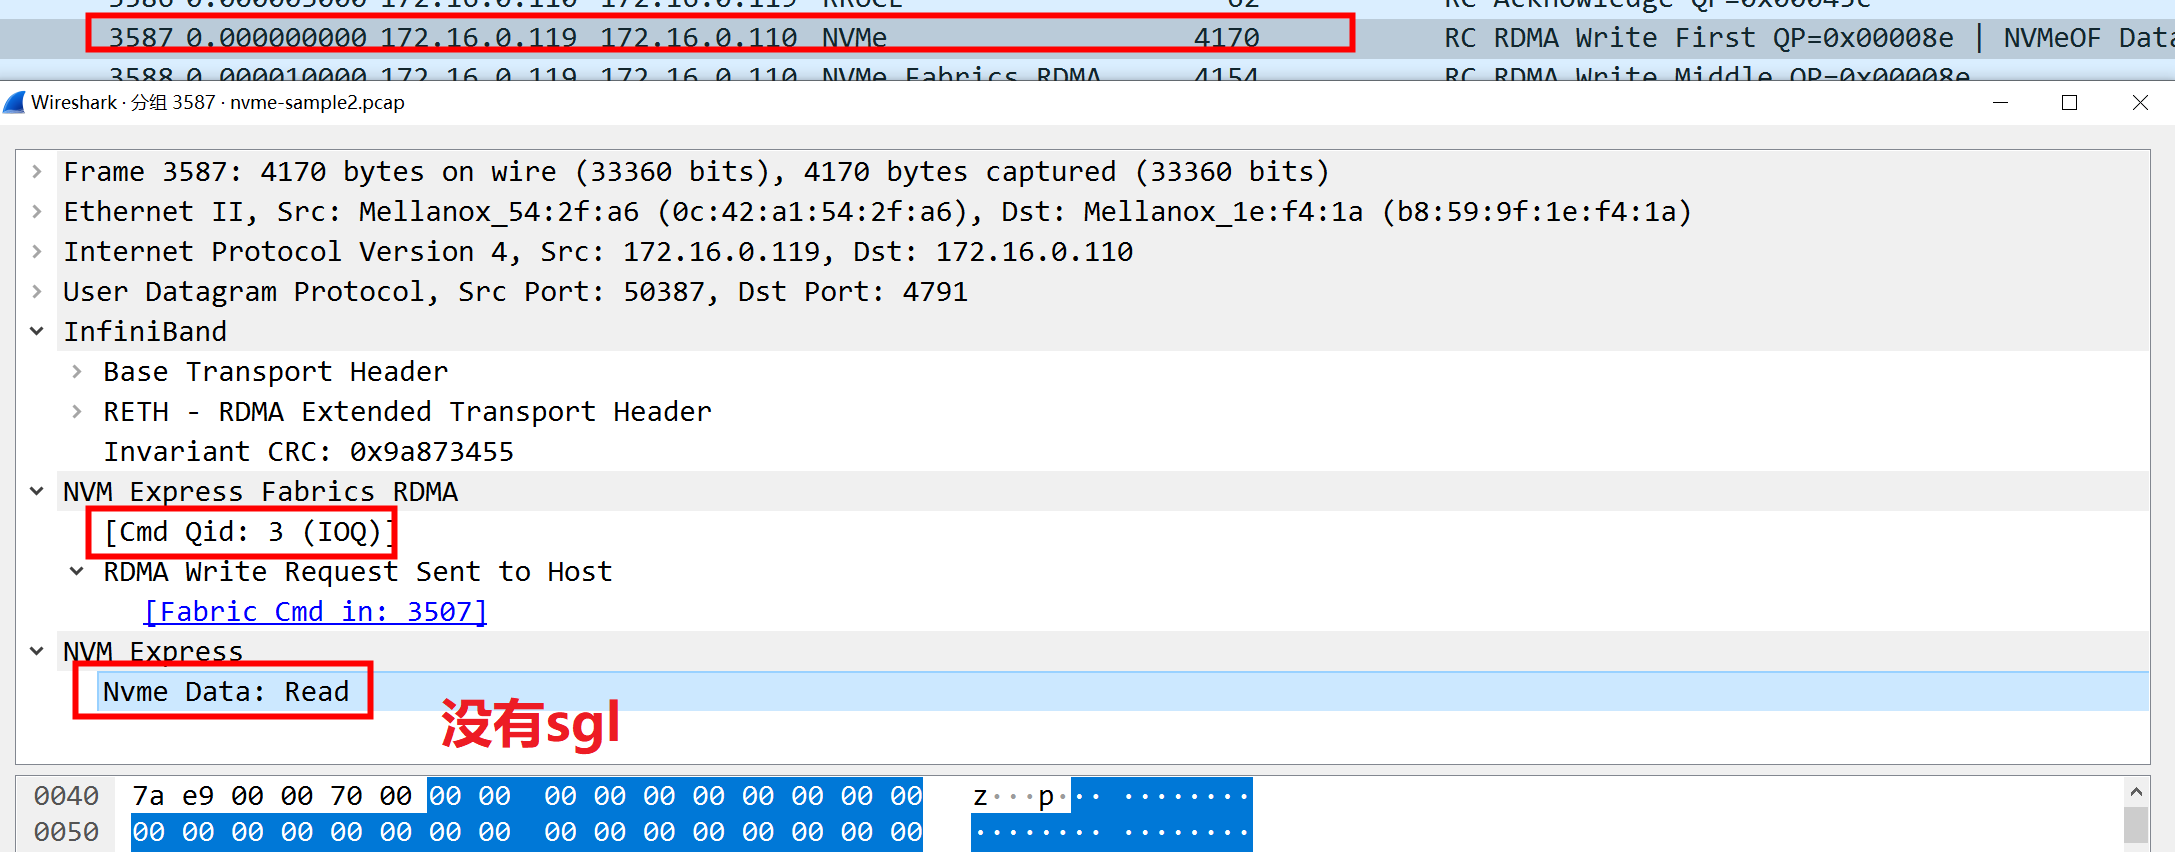 3586 0.000003000 172.16.0.110 172.16.0.119 RRoCE 62 RC Acknowledge QP=0x00045c
3587 0.000000000 172.16.0.119 172.16.0.110 NVMe 4170 RC RDMA Write First QP=0x00008e | NVMeOF Data
3588 0.000010000 172.16.0.119 172.16.0.110 NVMe Fabrics RDMA 4154 RC RDMA Write Middle QP=0x00008e
Wireshark · 分组 3587 · nvme-sample2.pcap
Frame 3587: 4170 bytes on wire (33360 bits), 4170 bytes captured (33360 bits)
Ethernet II, Src: Mellanox_54:2f:a6 (0c:42:a1:54:2f:a6), Dst: Mellanox_1e:f4:1a (b8:59:9f:1e:f4:1a)
Internet Protocol Version 4, Src: 172.16.0.119, Dst: 172.16.0.110
User Datagram Protocol, Src Port: 50387, Dst Port: 4791
InfiniBand
Base Transport Header
RETH - RDMA Extended Transport Header
Invariant CRC: 0x9a873455
NVM Express Fabrics RDMA
[Cmd Qid: 3 (IOQ)]
RDMA Write Request Sent to Host
[Fabric Cmd in: 3507]
NVM Express
Nvme Data: Read
没有sgl
0040 7a e9 00 00 70 00 00 00 00 00 00 00 00 00 00 00 z···p··· ········
0050 00 00 00 00 00 00 00 00 00 00 00 00 00 00 00 00 ········ ········